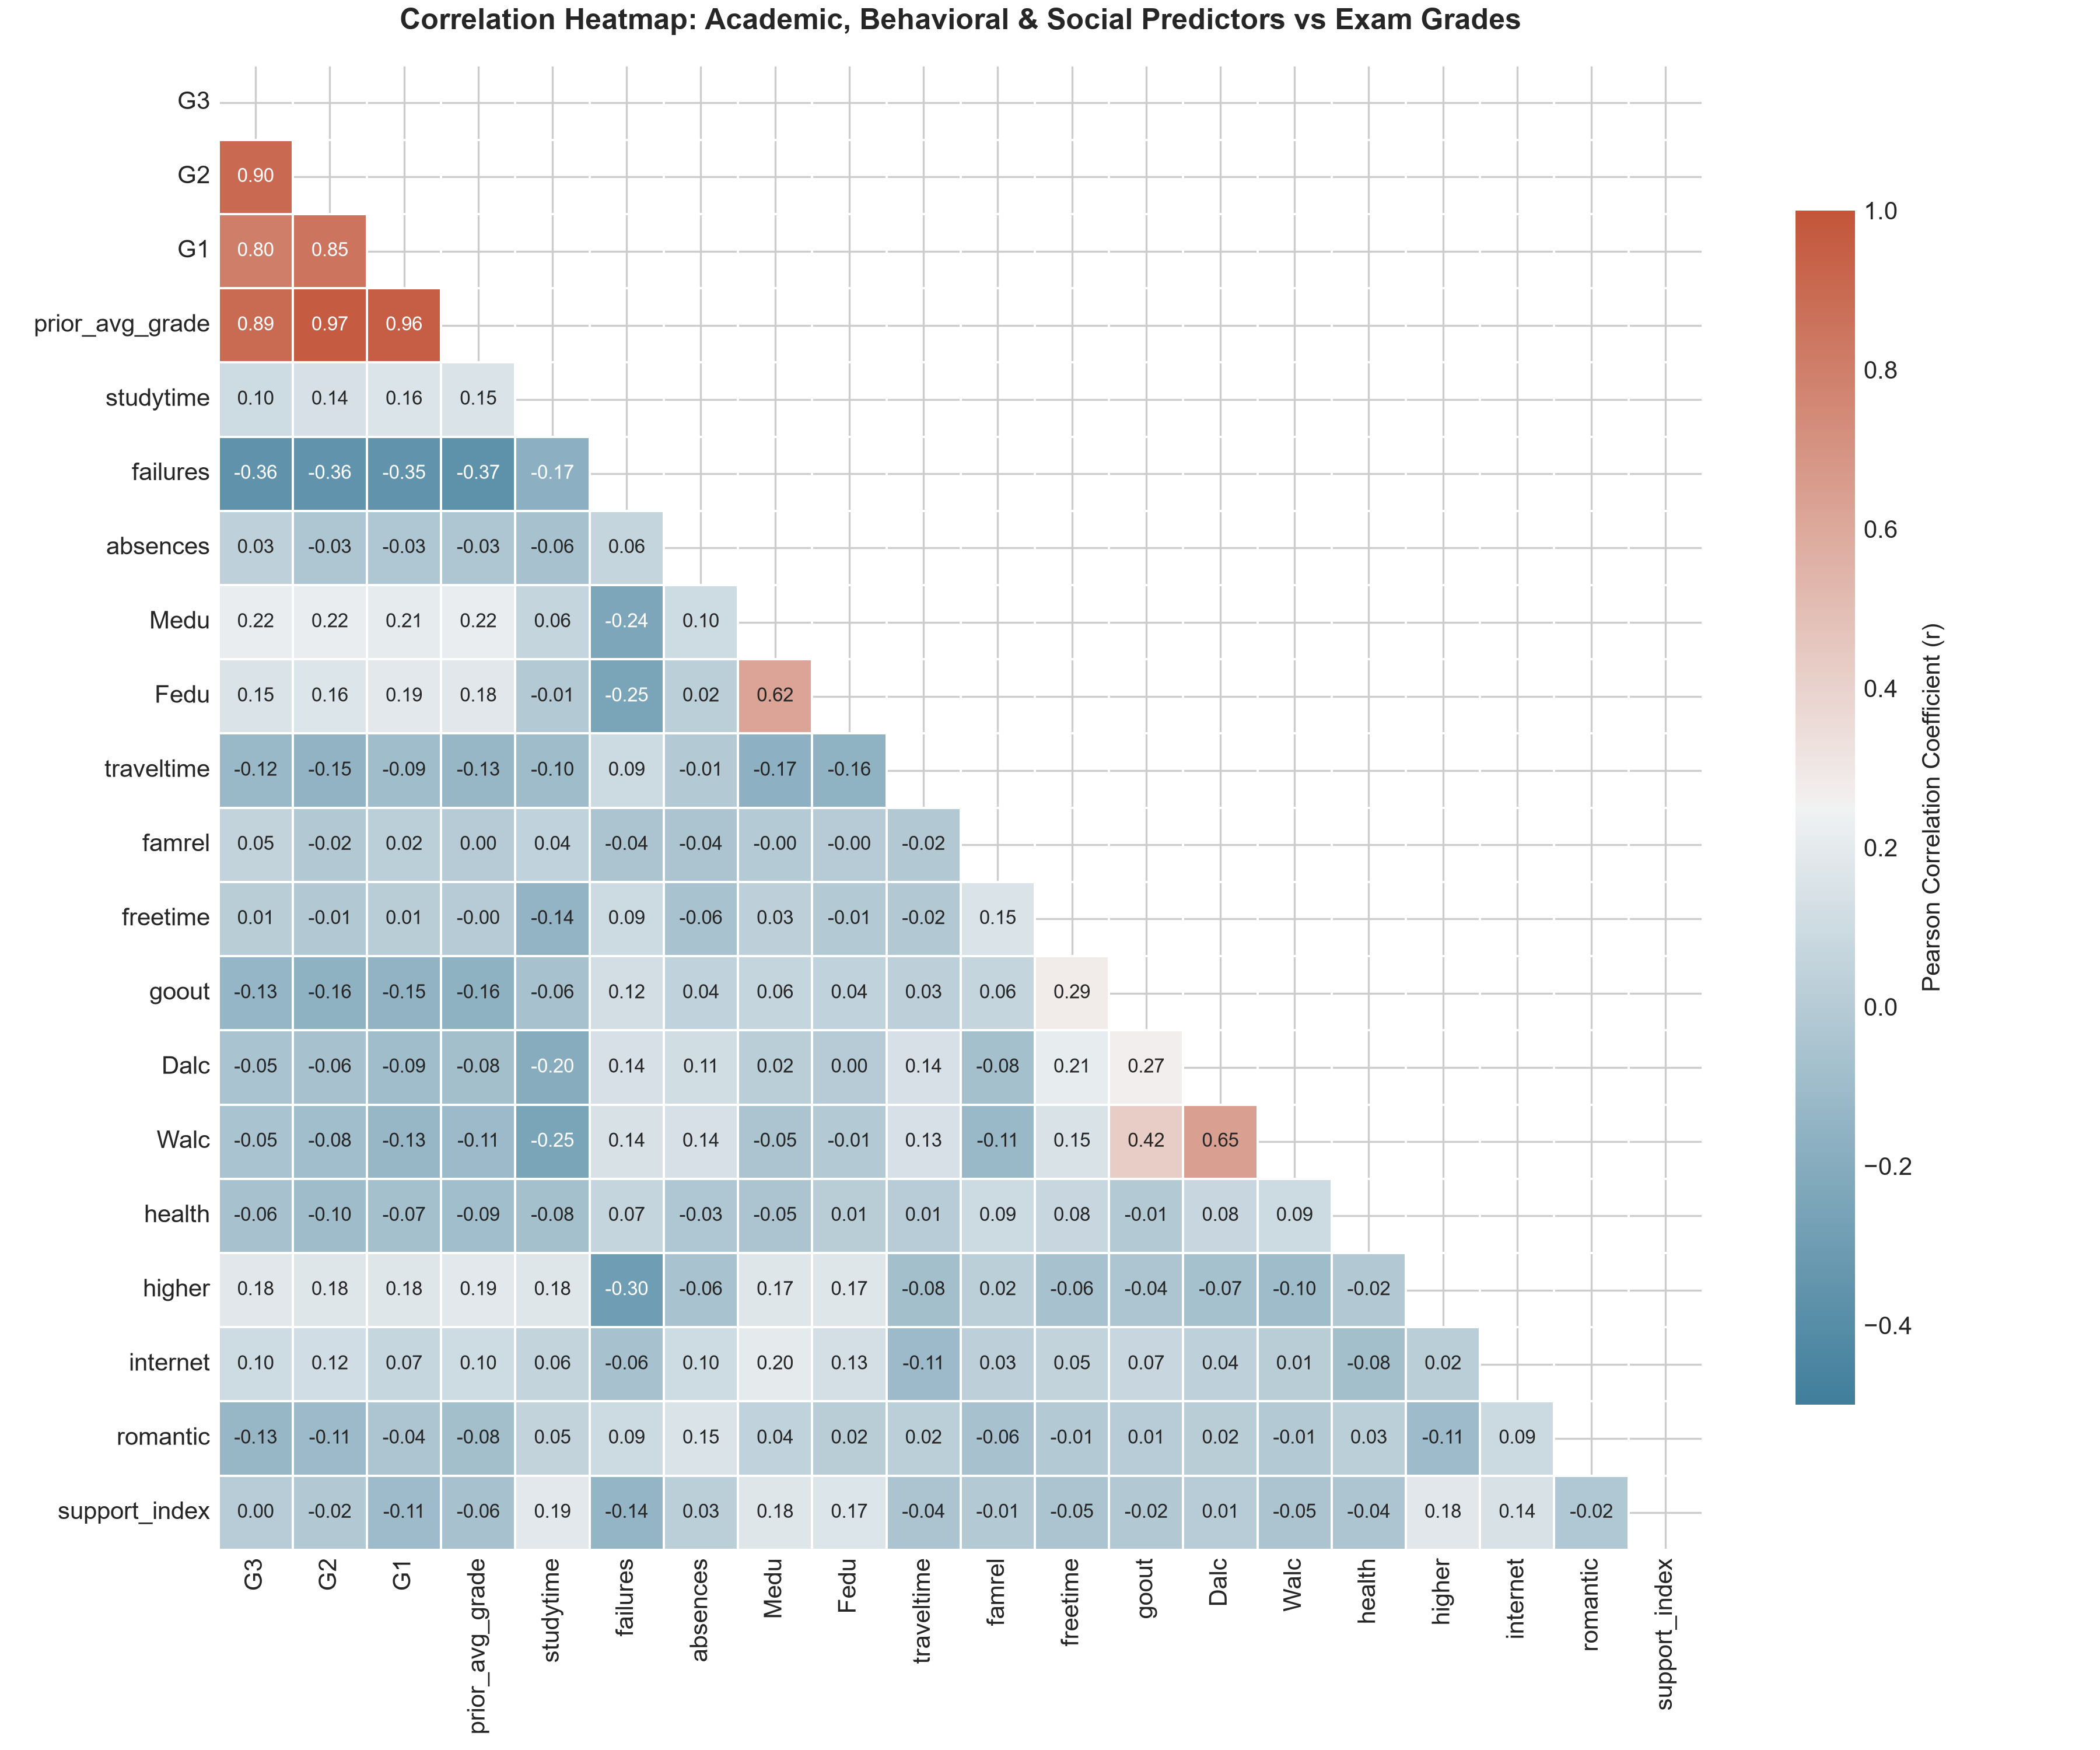 Correlation Heatmap: Academic, Behavioral & Social Predictors vs Exam Grades
G3
G2 0.90
G1 0.80 0.85
prior_avg_grade 0.89 0.97 0.96
studytime 0.10 0.14 0.16 0.15
failures -0.36 -0.36 -0.35 -0.37 -0.17
absences 0.03 -0.03 -0.03 -0.03 -0.06 0.06
Medu 0.22 0.22 0.21 0.22 0.06 -0.24 0.10
Fedu 0.15 0.16 0.19 0.18 -0.01 -0.25 0.02 0.62
traveltime -0.12 -0.15 -0.09 -0.13 -0.10 0.09 -0.01 -0.17 -0.16
famrel 0.05 -0.02 0.02 0.00 0.04 -0.04 -0.04 -0.00 -0.00 -0.02
freetime 0.01 -0.01 0.01 -0.00 -0.14 0.09 -0.06 0.03 -0.01 -0.02 0.15
goout -0.13 -0.16 -0.15 -0.16 -0.06 0.12 0.04 0.06 0.04 0.03 0.06 0.29
Dalc -0.05 -0.06 -0.09 -0.08 -0.20 0.14 0.11 0.02 0.00 0.14 -0.08 0.21 0.27
Walc -0.05 -0.08 -0.13 -0.11 -0.25 0.14 0.14 -0.05 -0.01 0.13 -0.11 0.15 0.42 0.65
health -0.06 -0.10 -0.07 -0.09 -0.08 0.07 -0.03 -0.05 0.01 0.01 0.09 0.08 -0.01 0.08 0.09
higher 0.18 0.18 0.18 0.19 0.18 -0.30 -0.06 0.17 0.17 -0.08 0.02 -0.06 -0.04 -0.07 -0.10 -0.02
internet 0.10 0.12 0.07 0.10 0.06 -0.06 0.10 0.20 0.13 -0.11 0.03 0.05 0.07 0.04 0.01 -0.08 0.02
romantic -0.13 -0.11 -0.04 -0.08 0.05 0.09 0.15 0.04 0.02 0.02 -0.06 -0.01 0.01 0.02 -0.01 0.03 -0.11 0.09
support_index 0.00 -0.02 -0.11 -0.06 0.19 -0.14 0.03 0.18 0.17 -0.04 -0.01 -0.05 -0.02 0.01 -0.05 -0.04 0.18 0.14 -0.02
G3 G2 G1 prior_avg_grade studytime failures absences Medu Fedu traveltime famrel freetime goout Dalc Walc health higher internet romantic support_index
1.0
0.8
0.6
0.4
0.2
0.0
−0.2
−0.4
Pearson Correlation Coefficient (r)